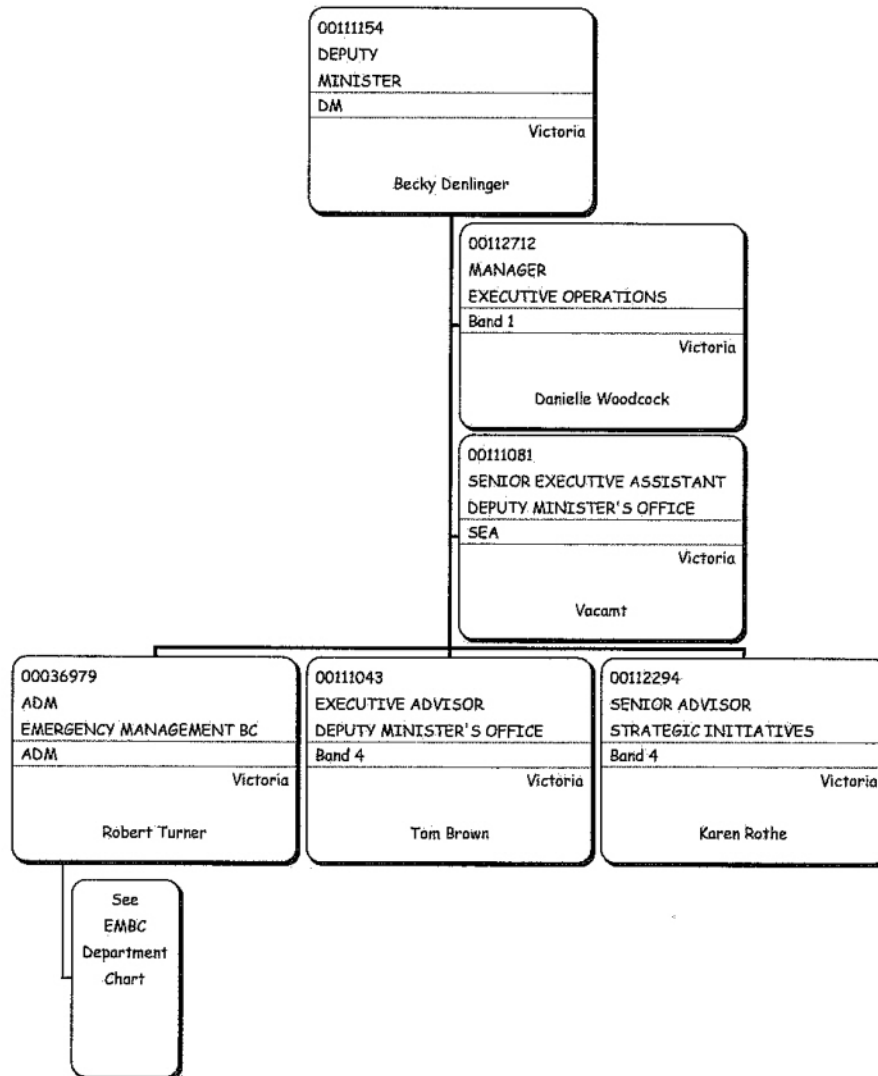 00111154
DEPUTY
MINISTER
DM
Victoria
Becky Denlinger
00112712
MANAGER
EXECUTIVE OPERATIONS
Band 1
Victoria
Danielle Woodcock
00111081
SENIOR EXECUTIVE ASSISTANT
DEPUTY MINISTER'S OFFICE
SEA
Victoria
Vacamt
00036979
ADM
EMERGENCY MANAGEMENT BC
ADM
Victoria
Robert Turner
00111043
EXECUTIVE ADVISOR
DEPUTY MINISTER'S OFFICE
Band 4
Victoria
Tom Brown
00112294
SENIOR ADVISOR
STRATEGIC INITIATIVES
Band 4
Victoria
Karen Rothe
See
EMBC
Department
Chart